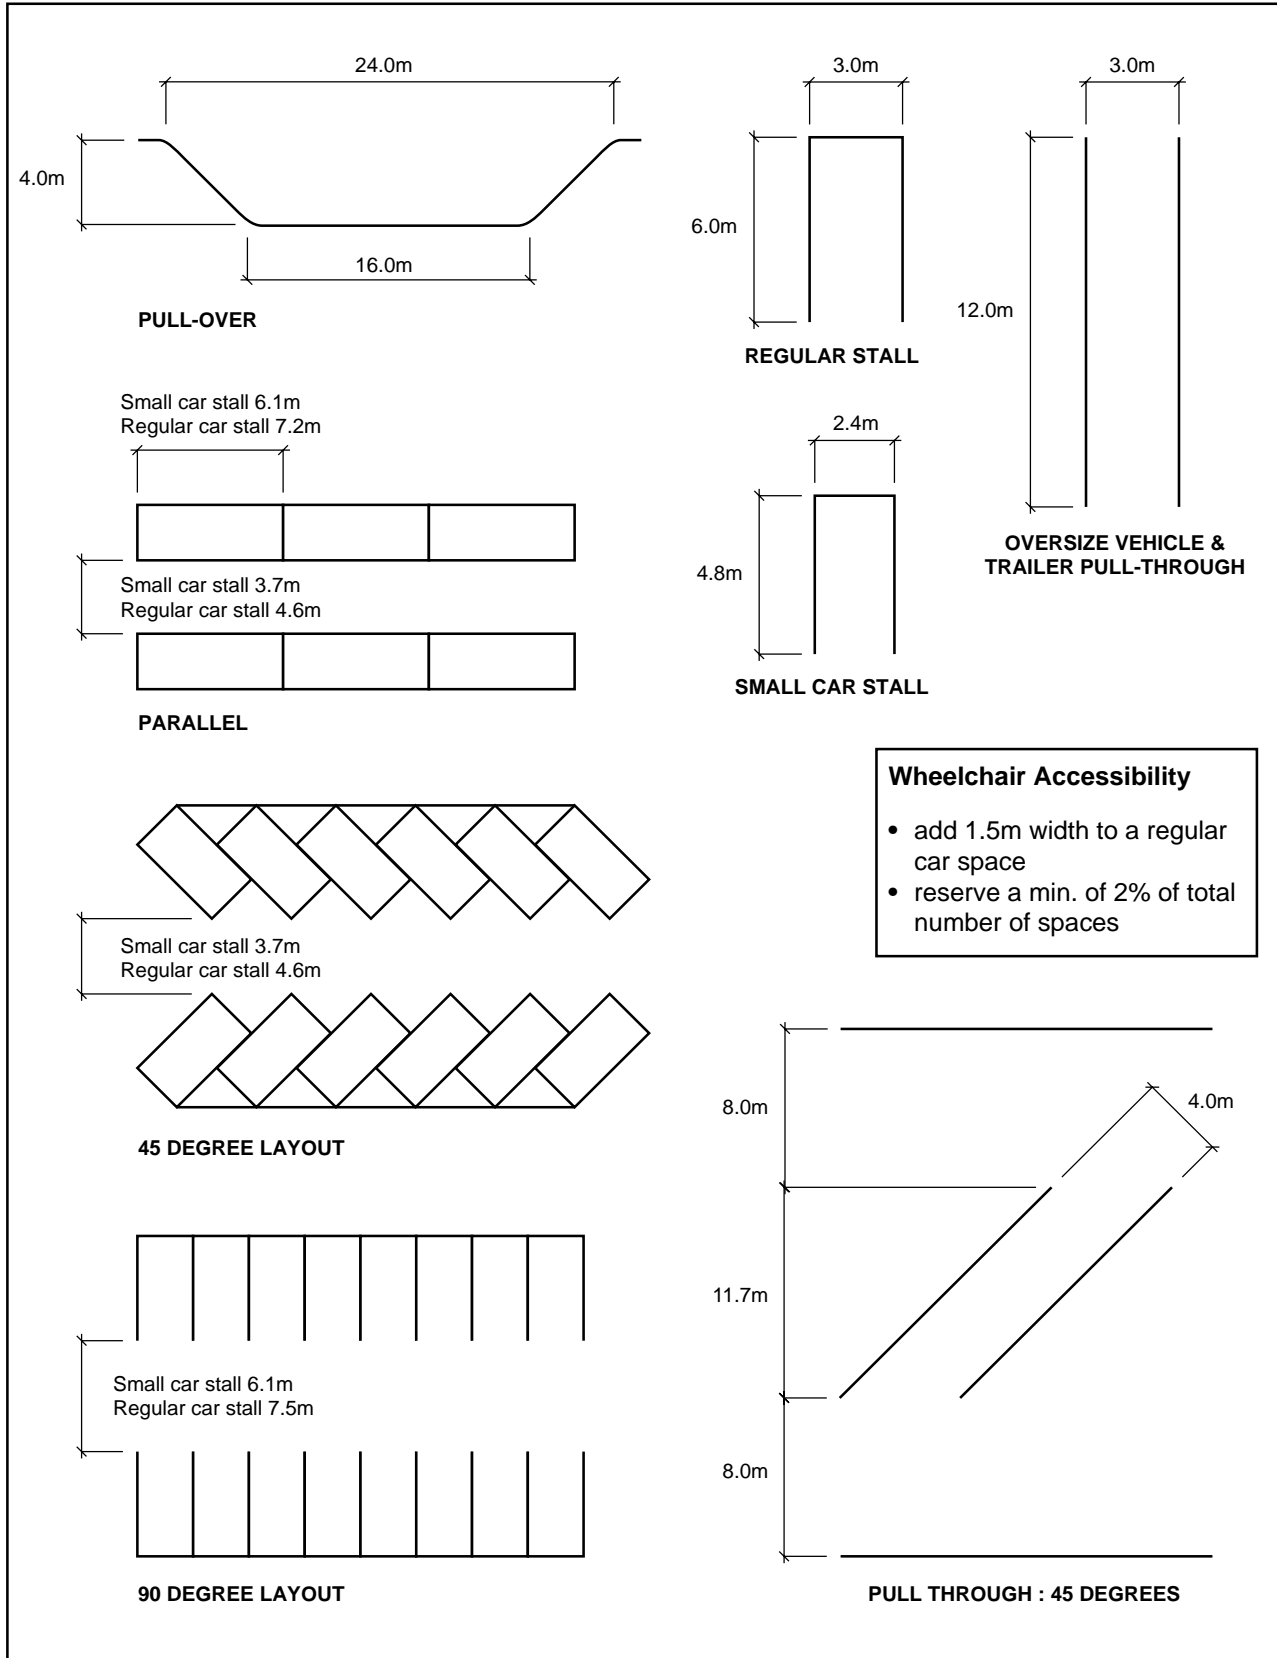 24.0m
4.0m
16.0m
PULL-OVER
3.0m
6.0m
REGULAR STALL
3.0m
12.0m
OVERSIZE VEHICLE &
TRAILER PULL-THROUGH
Small car stall 6.1m
Regular car stall 7.2m
Small car stall 3.7m
Regular car stall 4.6m
PARALLEL
2.4m
4.8m
SMALL CAR STALL
Wheelchair Accessibility
• add 1.5m width to a regular
car space
• reserve a min. of 2% of total
number of spaces
Small car stall 3.7m
Regular car stall 4.6m
45 DEGREE LAYOUT
Small car stall 6.1m
Regular car stall 7.5m
90 DEGREE LAYOUT
8.0m
4.0m
11.7m
8.0m
PULL THROUGH : 45 DEGREES